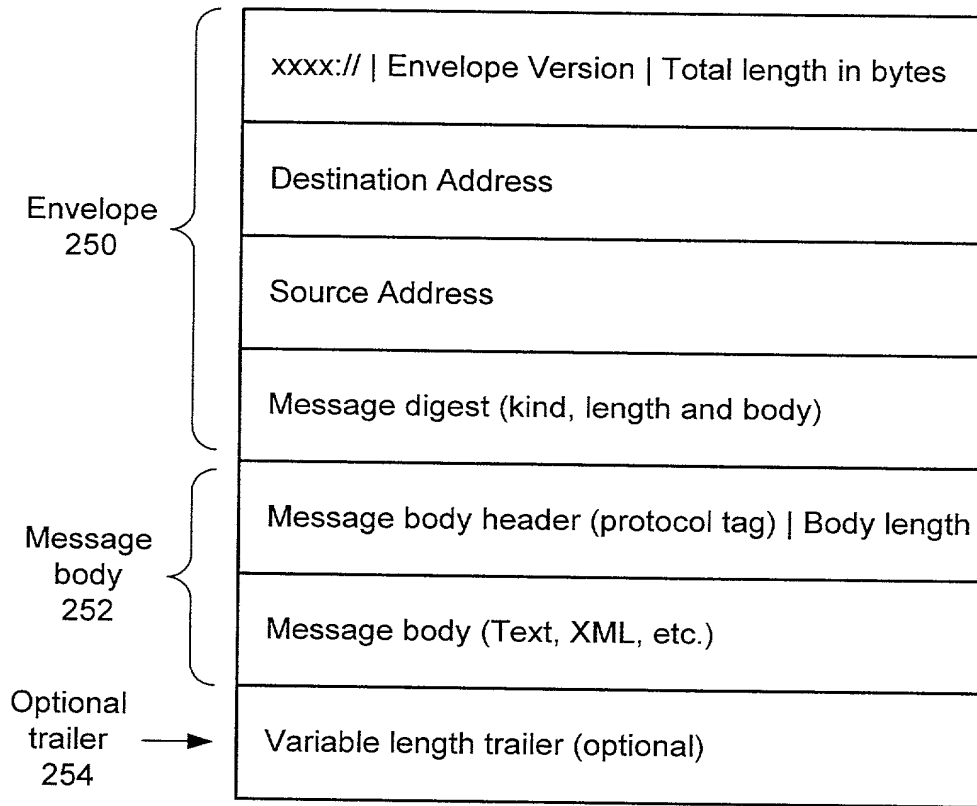 xxxx:// | Envelope Version | Total length in bytes
Destination Address
Envelope
250
Source Address
Message digest (kind, length and body)
Message body header (protocol tag) | Body length
Message
body
252
Message body (Text, XML, etc.)
Optional
trailer
254
Variable length trailer (optional)